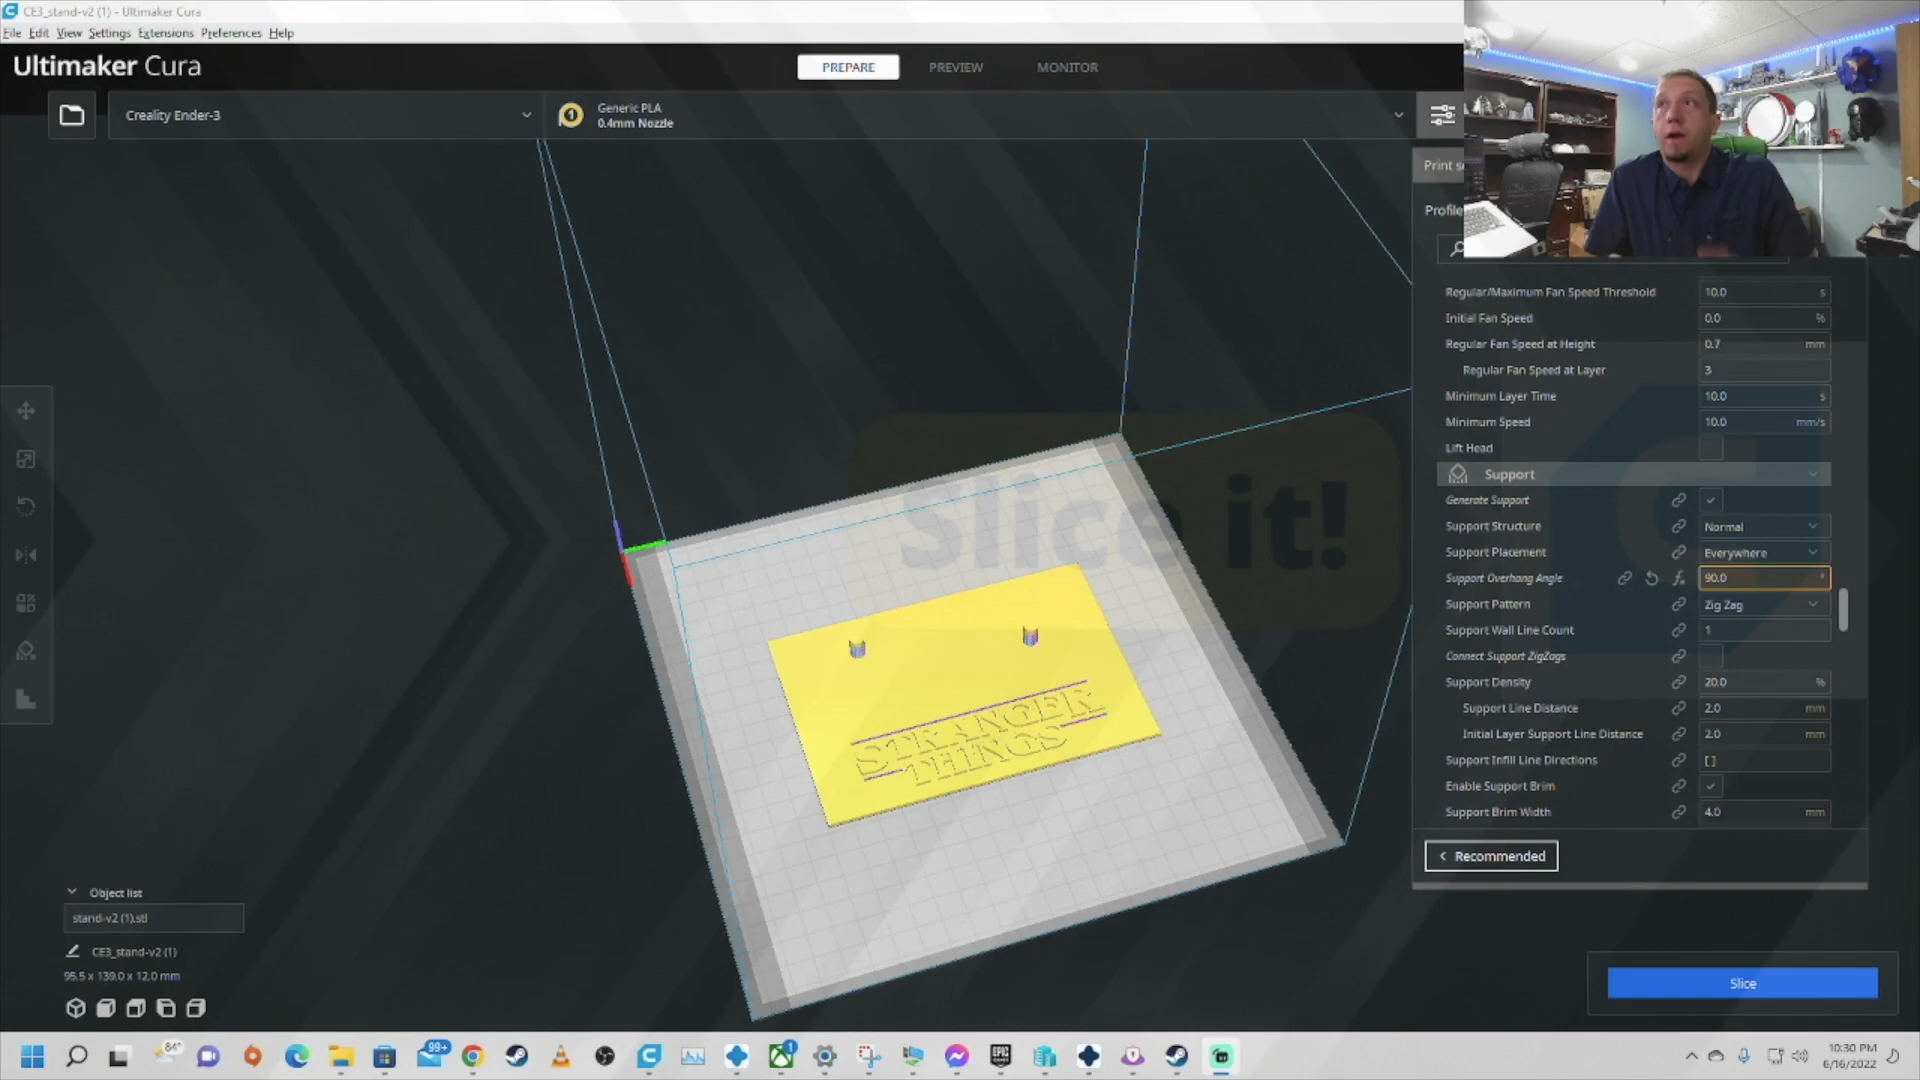 CE3_stand-v2 (1) - Ultimaker Cura
File Edit View Settings Extensions Preferences Help
Ultimaker Cura
PREPARE PREVIEW MONITOR
Creality Ender-3
1 Generic PLA
0.4mm Nozzle
Print se
Profile
Regular/Maximum Fan Speed Threshold 10.0 s
Initial Fan Speed 0.0 %
Regular Fan Speed at Height 0.7 mm
Regular Fan Speed at Layer 3
Minimum Layer Time 10.0 s
Minimum Speed 10.0 mm/s
Lift Head
Support
Generate Support
Support Structure Normal
Support Placement Everywhere
Support Overhang Angle 90.0 °
Support Pattern Zig Zag
Support Wall Line Count 1
Connect Support ZigZags
Support Density 20.0 %
Support Line Distance 2.0 mm
Initial Layer Support Line Distance 2.0 mm
Support Infill Line Directions [ ]
Enable Support Brim
Support Brim Width 4.0 mm
Recommended
Slice it!
STRANGER
THINGS
Object list
stand-v2 (1).stl
CE3_stand-v2 (1)
95.5 x 139.0 x 12.0 mm
Slice
84°
99+
1
EPIC
GAMES
10:30 PM
6/16/2022